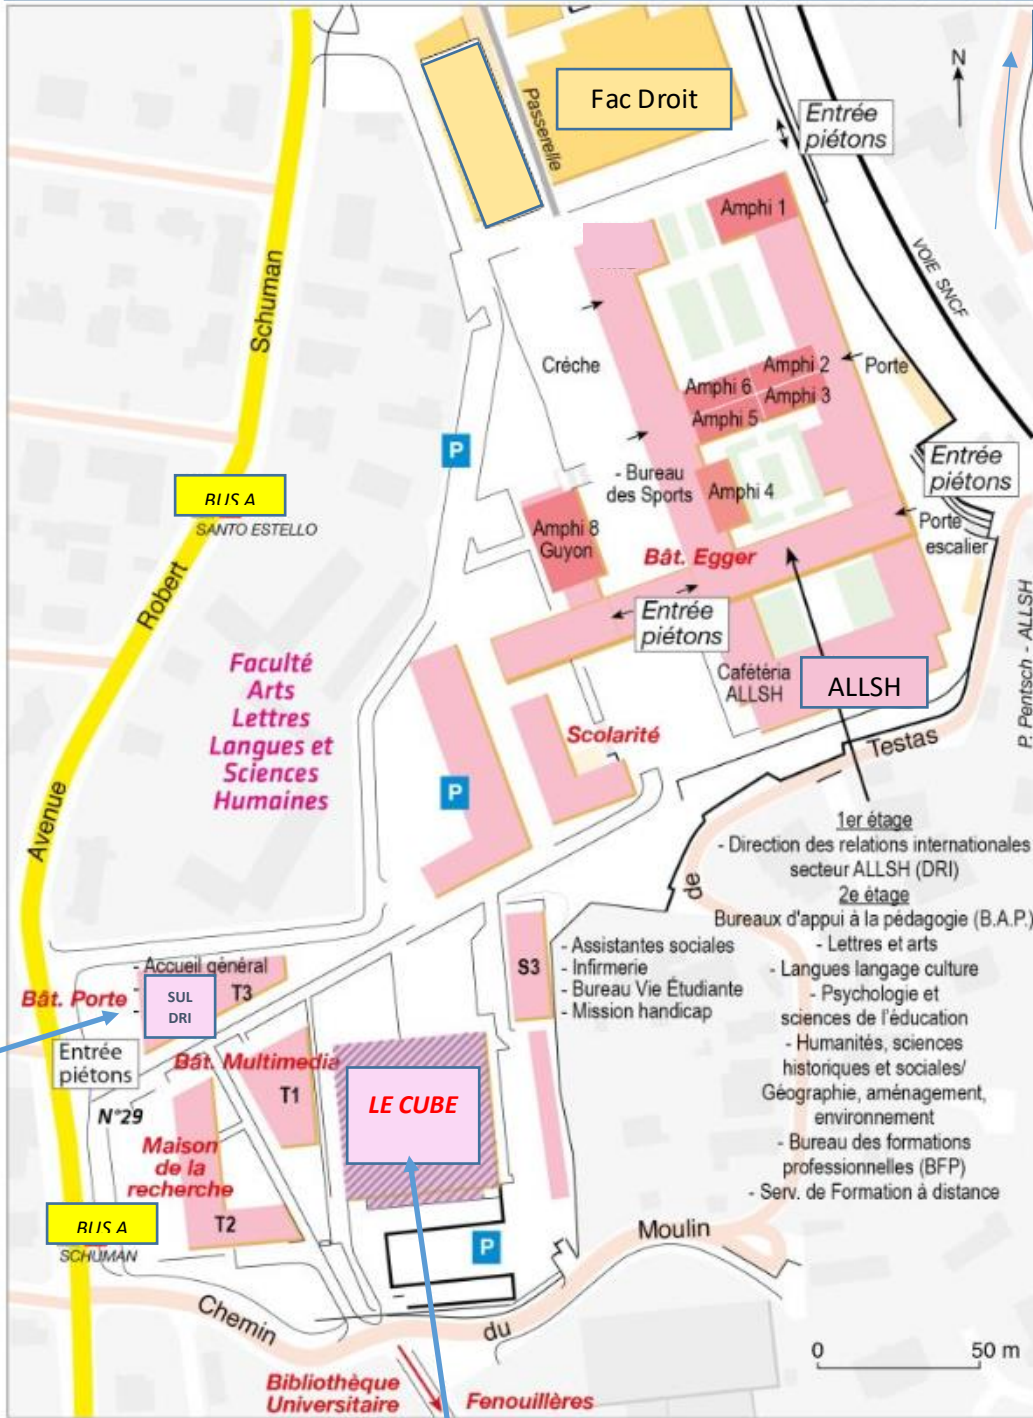 Fac Droit
Passerelle
N
Entrée
piétons
Amphi 1
VOIE SNCF
Avenue
Robert
Schuman
Crèche
Amphi 2
Amphi 6
Amphi 3
Amphi 5
Porte
P
- Bureau
des Sports
Amphi 4
Entrée
piétons
BUS A
SANTO ESTELLO
Amphi 8
Guyon
Porte
escalier
Bât. Egger
Entrée
piétons
Cafétéria
ALLSH
ALLSH
P. Pentsch - ALLSH
Faculté
Arts
Lettres
Langues et
Sciences
Humaines
Scolarité
P
Chemin
du
Moulin
de
Testas
1er étage
- Direction des relations internationales
secteur ALLSH (DRI)
2e étage
Bureaux d'appui à la pédagogie (B.A.P.)
- Lettres et arts
- Langues langage culture
- Psychologie et
sciences de l'éducation
- Humanités, sciences
historiques et sociales/
Géographie, aménagement,
environnement
- Bureau des formations
professionnelles (BFP)
- Serv. de Formation à distance
S3
- Assistantes sociales
- Infirmerie
- Bureau Vie Étudiante
- Mission handicap
- Accueil général
Bât. Porte
-
-
SUL
DRI
T3
Entrée
piétons
Bât. Multimedia
T1
LE CUBE
N°29
Maison
de la
recherche
T2
BUS A
SCHUMAN
P
0
50 m
Bibliothèque
Universitaire
Fenouillères